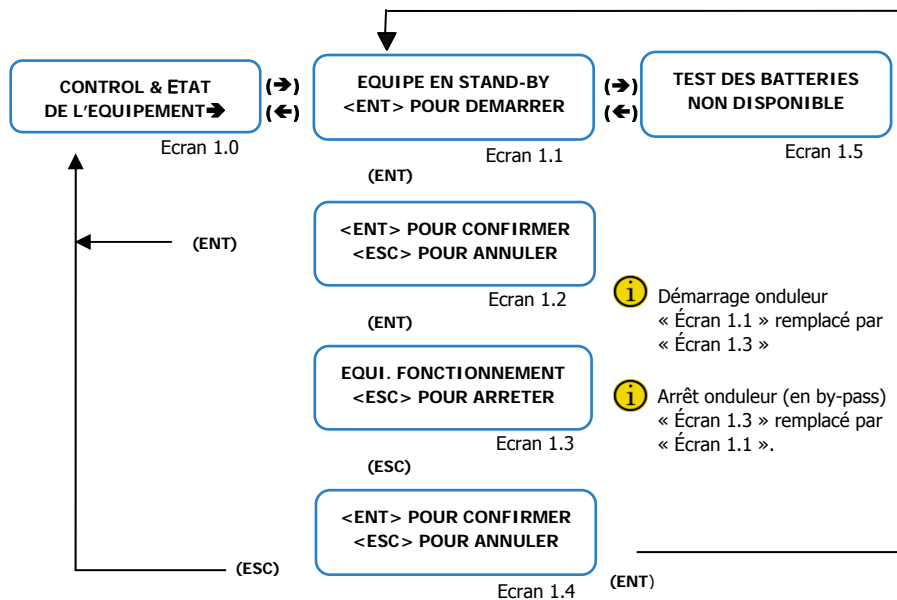 CONTROL & ETAT
DE L'EQUIPEMENT➔
Ecran 1.0
(➔)
(←)
EQUIPE EN STAND-BY
<ENT> POUR DEMARRER
Ecran 1.1
(➔)
(←)
TEST DES BATTERIES
NON DISPONIBLE
Ecran 1.5
(ENT)
(ENT)
<ENT> POUR CONFIRMER
<ESC> POUR ANNULER
Ecran 1.2
i Démarrage onduleur
« Écran 1.1 » remplacé par
« Écran 1.3 »
(ENT)
EQUI. FONCTIONNEMENT
<ESC> POUR ARRETER
Ecran 1.3
i Arrêt onduleur (en by-pass)
« Écran 1.3 » remplacé par
« Écran 1.1 ».
(ESC)
<ENT> POUR CONFIRMER
<ESC> POUR ANNULER
Ecran 1.4
(ESC)
(ENT)